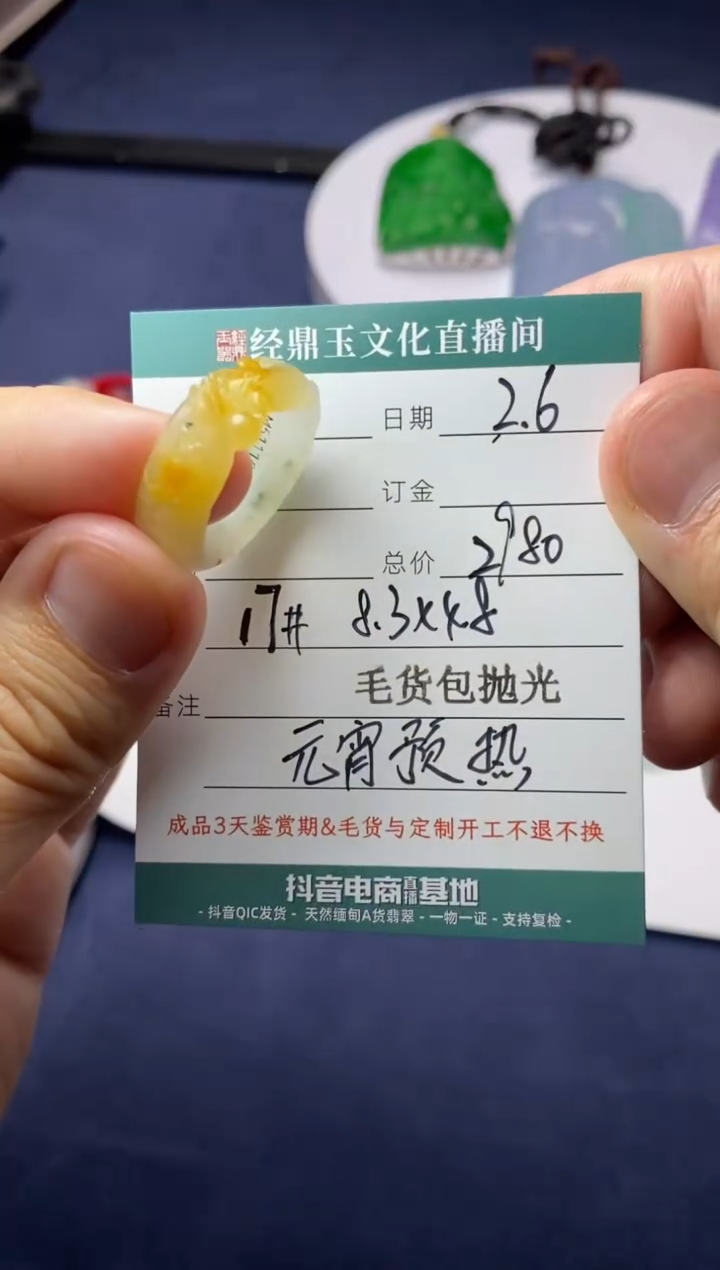 经鼎玉文化直播间
日期 2.6
订金
总价 2980
17# 8.3×4.8
毛货包抛光
备注
元宵预热
成品3天鉴赏期&毛货与定制开工不退不换
抖音电商直播基地
- 抖音QIC发货 - 天然缅甸A货翡翠 - 一物一证 - 支持复检 -